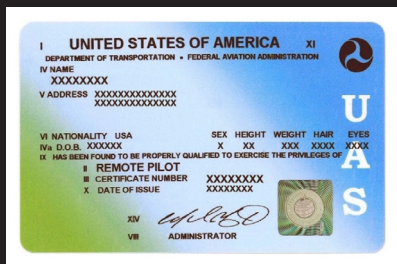 I UNITED STATES OF AMERICA XI
DEPARTMENT OF TRANSPORTATION • FEDERAL AVIATION ADMINISTRATION
IV NAME
XXXXXXXX
V ADDRESS XXXXXXXXXXXXXX
XXXXXXXXXXXXXX
VI NATIONALITY USA SEX HEIGHT WEIGHT HAIR EYES
IVa D.O.B. XXXXXX X XX XXX XXXX XXXX
IX HAS BEEN FOUND TO BE PROPERLY QUALIFIED TO EXERCISE THE PRIVILEGES OF
II REMOTE PILOT
III CERTIFICATE NUMBER XXXXXXXX
X DATE OF ISSUE XXXXXXXX
XIV
VIII ADMINISTRATOR
UAS